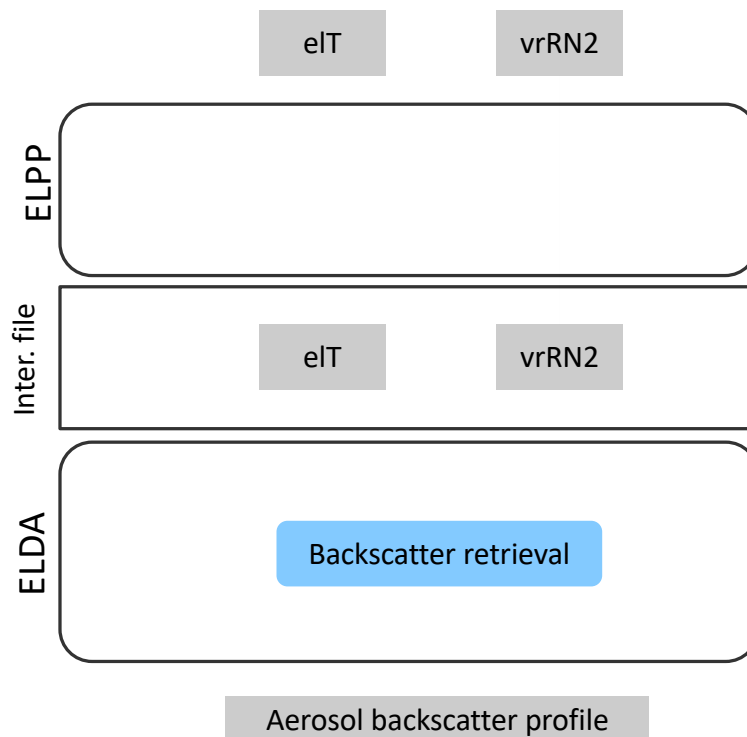 elT
vrRN2
ELPP
Inter. file
elT
vrRN2
ELDA
Backscatter retrieval
Aerosol backscatter profile